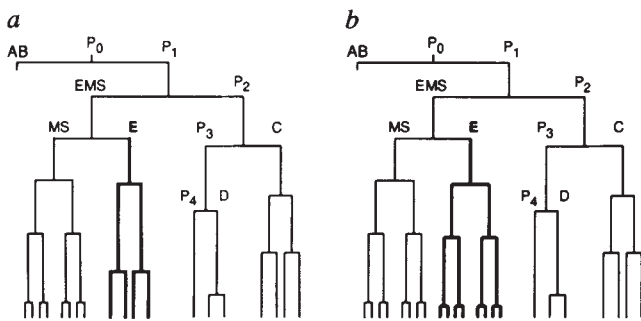 a b
AB P0 P1 AB P0 P1
EMS P2 EMS P2
MS E P3 C MS E P3 C
P4 D P4 D